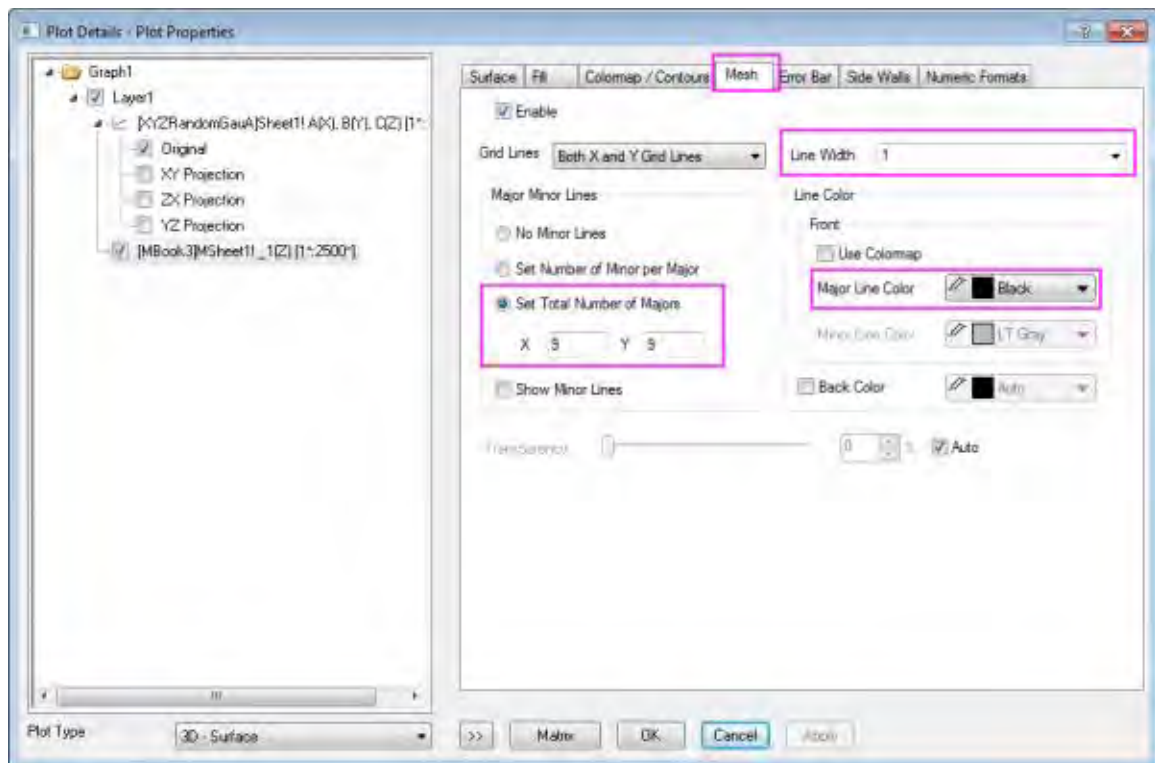 Plot Details - Plot Properties
Graph1
Layer1
[XYZRandomGauA]Sheet1! A(X), B(Y), C(Z) [1*:
Original
XY Projection
ZX Projection
YZ Projection
[MBook3]MSheet1! _1(Z) [1*:2500*]
Plot Type 3D - Surface
Surface Fill Colormap / Contours Mesh Error Bar Side Walls Numeric Formats
Enable
Grid Lines Both X and Y Grid Lines Line Width 1
Major Minor Lines
No Minor Lines
Set Number of Minor per Major
Set Total Number of Majors
X 9 Y 9
Show Minor Lines
Line Color
Front
Use Colormap
Major Line Color Black
Minor Line Color LT Gray
Back Color Auto
Transparency 0 % Auto
>> Matrix OK Cancel Apply